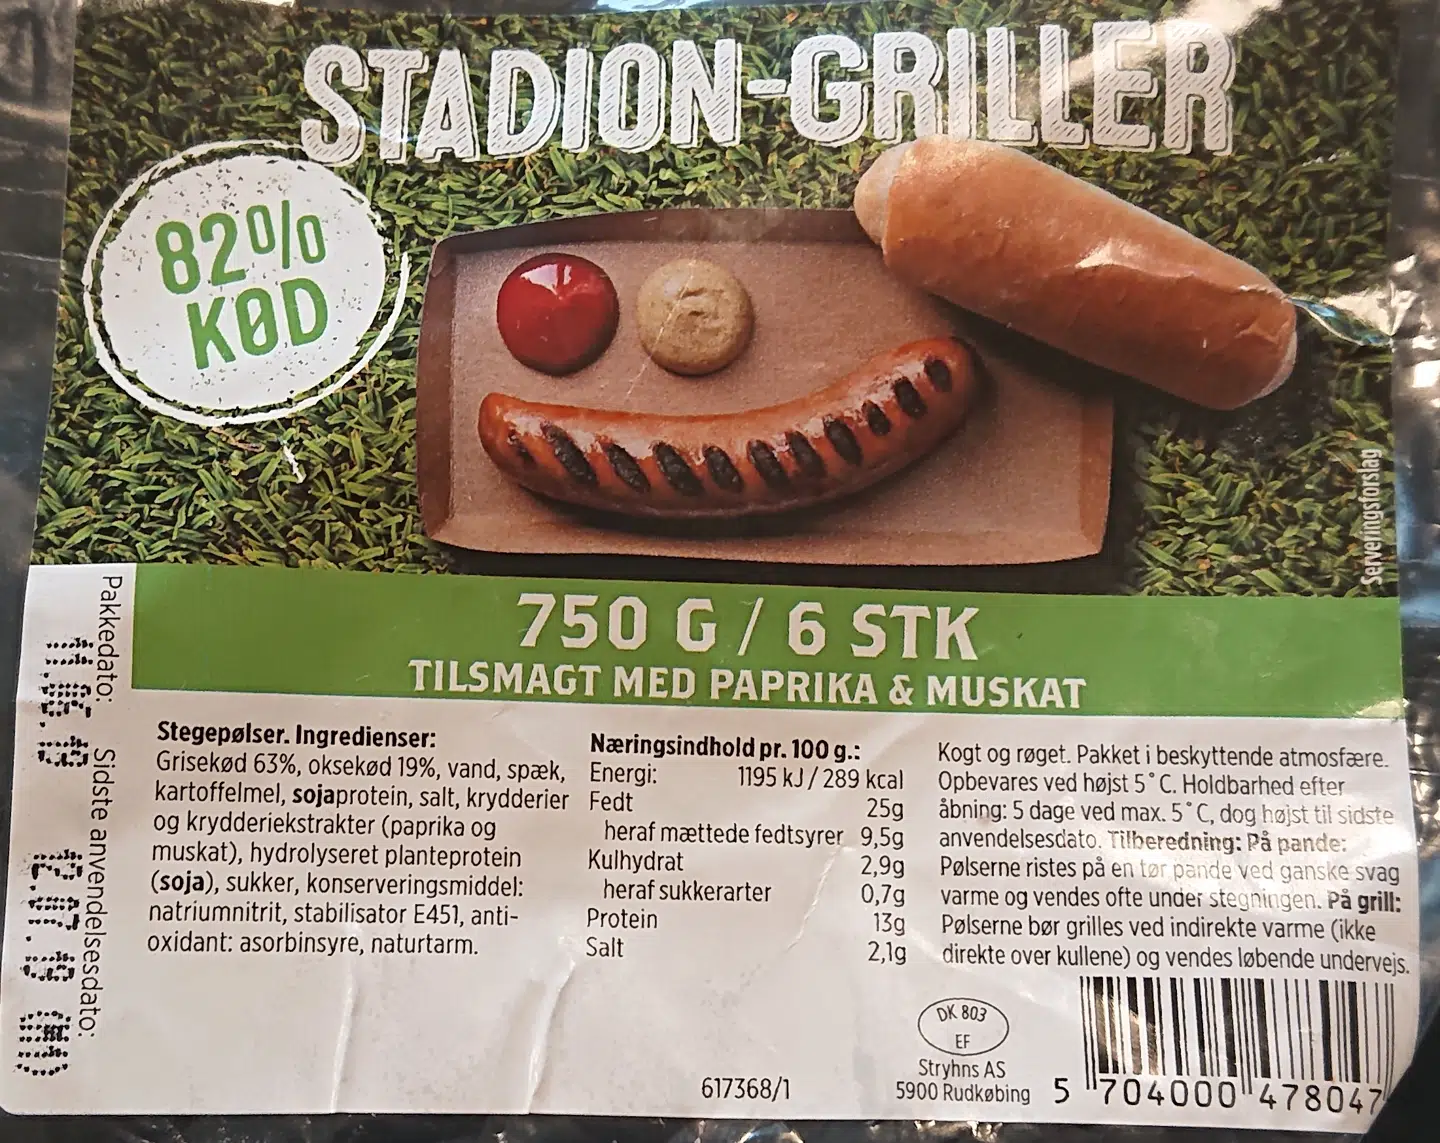 STADION-GRILLER
82%
KØD
Serveringsforslag
750 G / 6 STK
TILSMAGT MED PAPRIKA & MUSKAT
Pakkedato:
Sidste anvendelsesdato:
Stegepølser. Ingredienser:
Grisekød 63%, oksekød 19%, vand, spæk,
kartoffelmel, sojaprotein, salt, krydderier
og krydderiekstrakter (paprika og
muskat), hydrolyseret planteprotein
(soja), sukker, konserveringsmiddel:
natriumnitrit, stabilisator E451, anti-
oxidant: asorbinsyre, naturtarm.
Næringsindhold pr. 100 g.:
Energi: 1195 kJ / 289 kcal
Fedt 25g
heraf mættede fedtsyrer 9,5g
Kulhydrat 2,9g
heraf sukkerarter 0,7g
Protein 13g
Salt 2,1g
Kogt og røget. Pakket i beskyttende atmosfære.
Opbevares ved højst 5°C. Holdbarhed efter
åbning: 5 dage ved max. 5°C, dog højst til sidste
anvendelsesdato. Tilberedning: På pande:
Pølserne ristes på en tør pande ved ganske svag
varme og vendes ofte under stegningen. På grill:
Pølserne bør grilles ved indirekte varme (ikke
direkte over kullene) og vendes løbende undervejs.
DK 803
EF
Stryhns AS
5900 Rudkøbing
617368/1
5 704000 478047